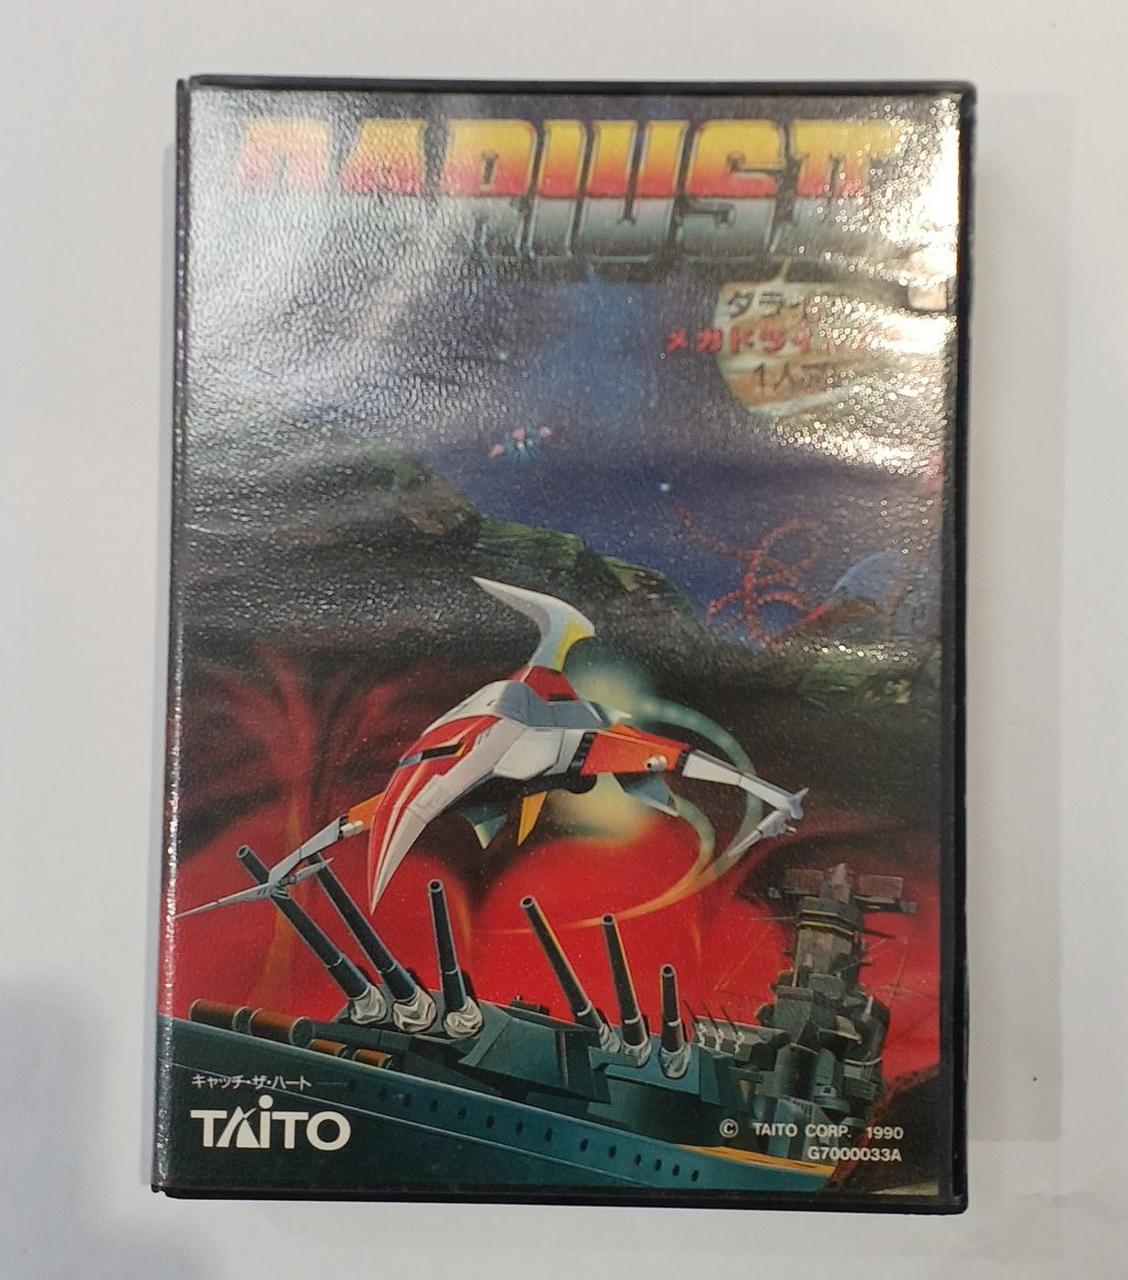 DARIUS II
ダライ
メガドライ
1人
キャッチ・ザ・ハート
TAiTO
© TAITO CORP. 1990
G7000033A